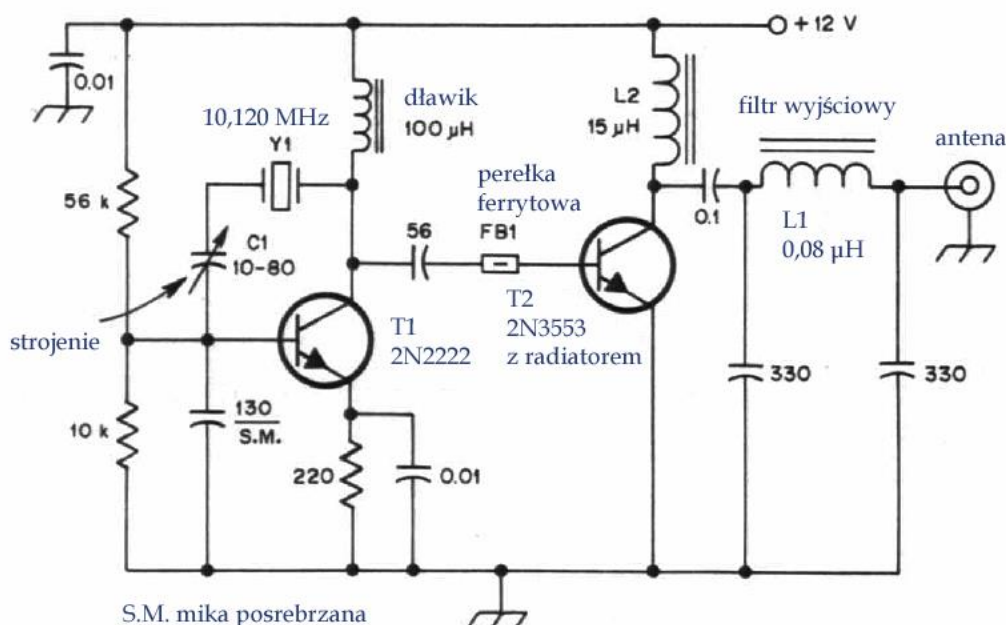 + 12 V
0.01
10,120 MHz
Y1
dławik
100 µH
L2
15 µH
filtr wyjściowy
antena
56 k
C1
10-80
perełka
ferrytowa
56
FB1
0.1
L1
0,08 µH
strojenie
T1
2N2222
T2
2N3553
z radiatorem
10 k
130
S.M.
220
0.01
330
330
S.M. mika posrebrzana